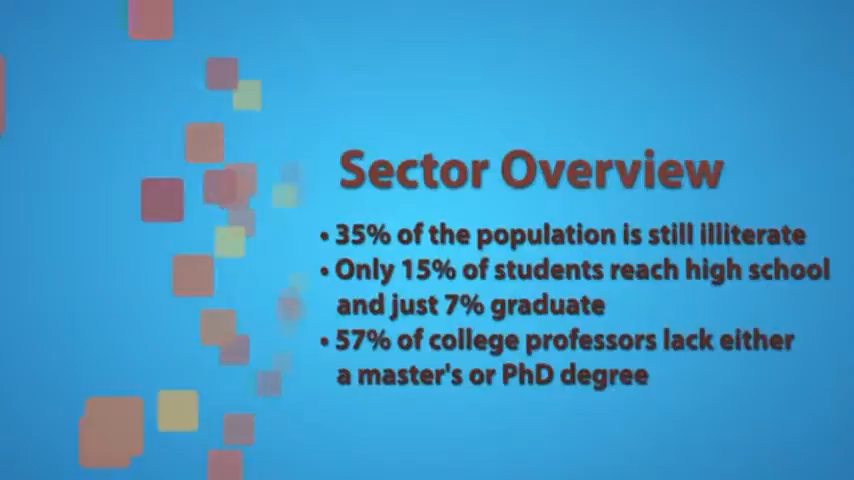 Sector Overview
• 35% of the population is still illiterate
• Only 15% of students reach high school
and just 7% graduate
• 57% of college professors lack either
a master's or PhD degree